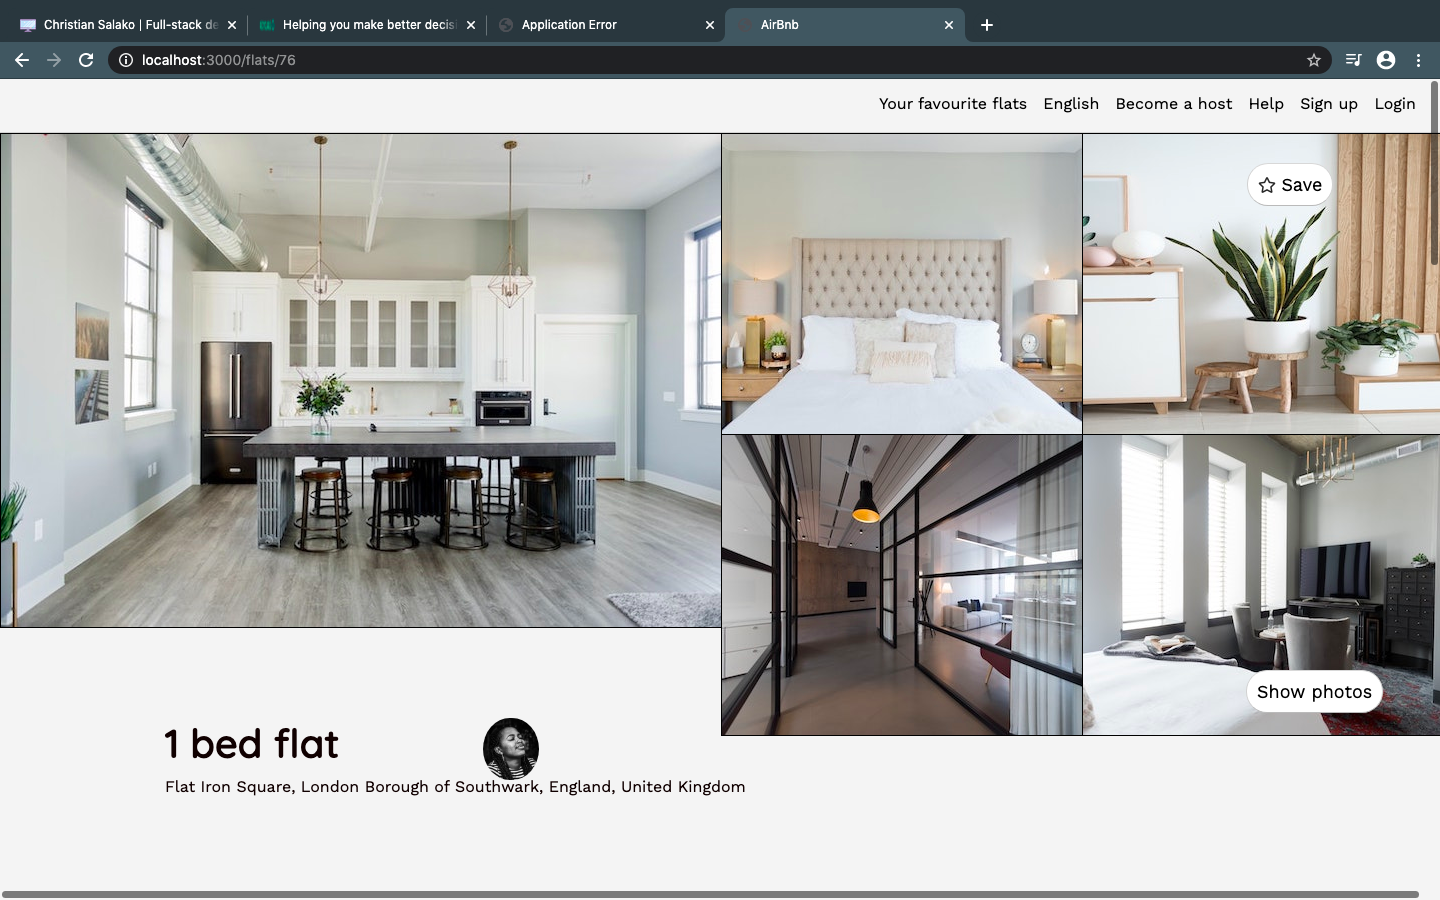 Christian Salako | Full-stack de
Helping you make better decisi
Application Error
AirBnb
localhost:3000/flats/76
Your favourite flats English Become a host Help Sign up Login
Save
Show photos
1 bed flat
Flat Iron Square, London Borough of Southwark, England, United Kingdom